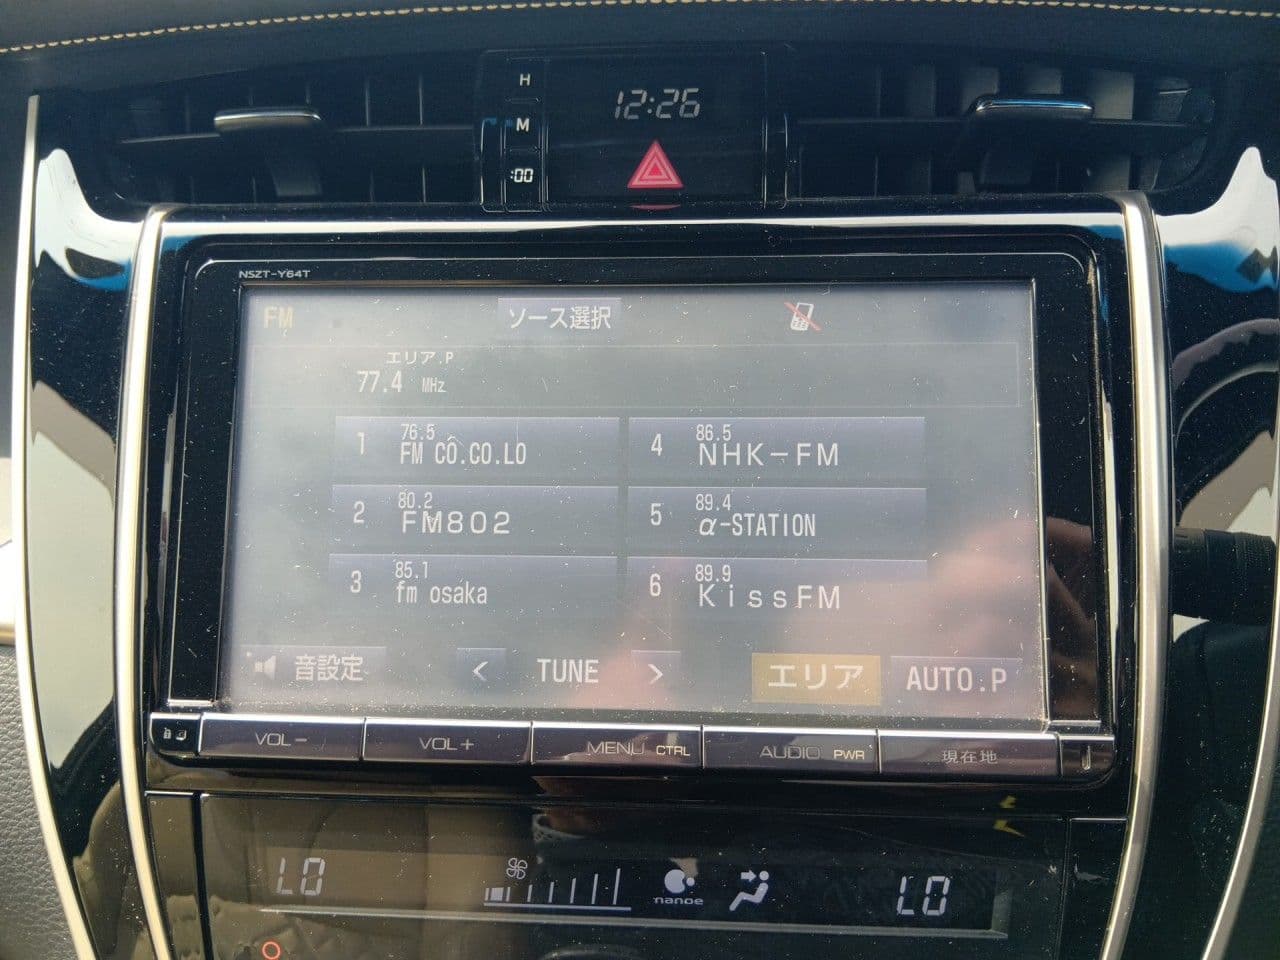 H
12:26
M
:00
NSZT-Y64T
FM
ソース選択
エリア.P
77.4 MHz
1 76.5
FM CO.CO.LO
4 86.5
NHK-FM
2 80.2
FM802
5 89.4
α-STATION
3 85.1
fm osaka
6 89.9
KissFM
音設定
< TUNE >
エリア
AUTO.P
VOL-
VOL+
MENU CTRL
AUDIO PWR
現在地
LO
nanoe
LO